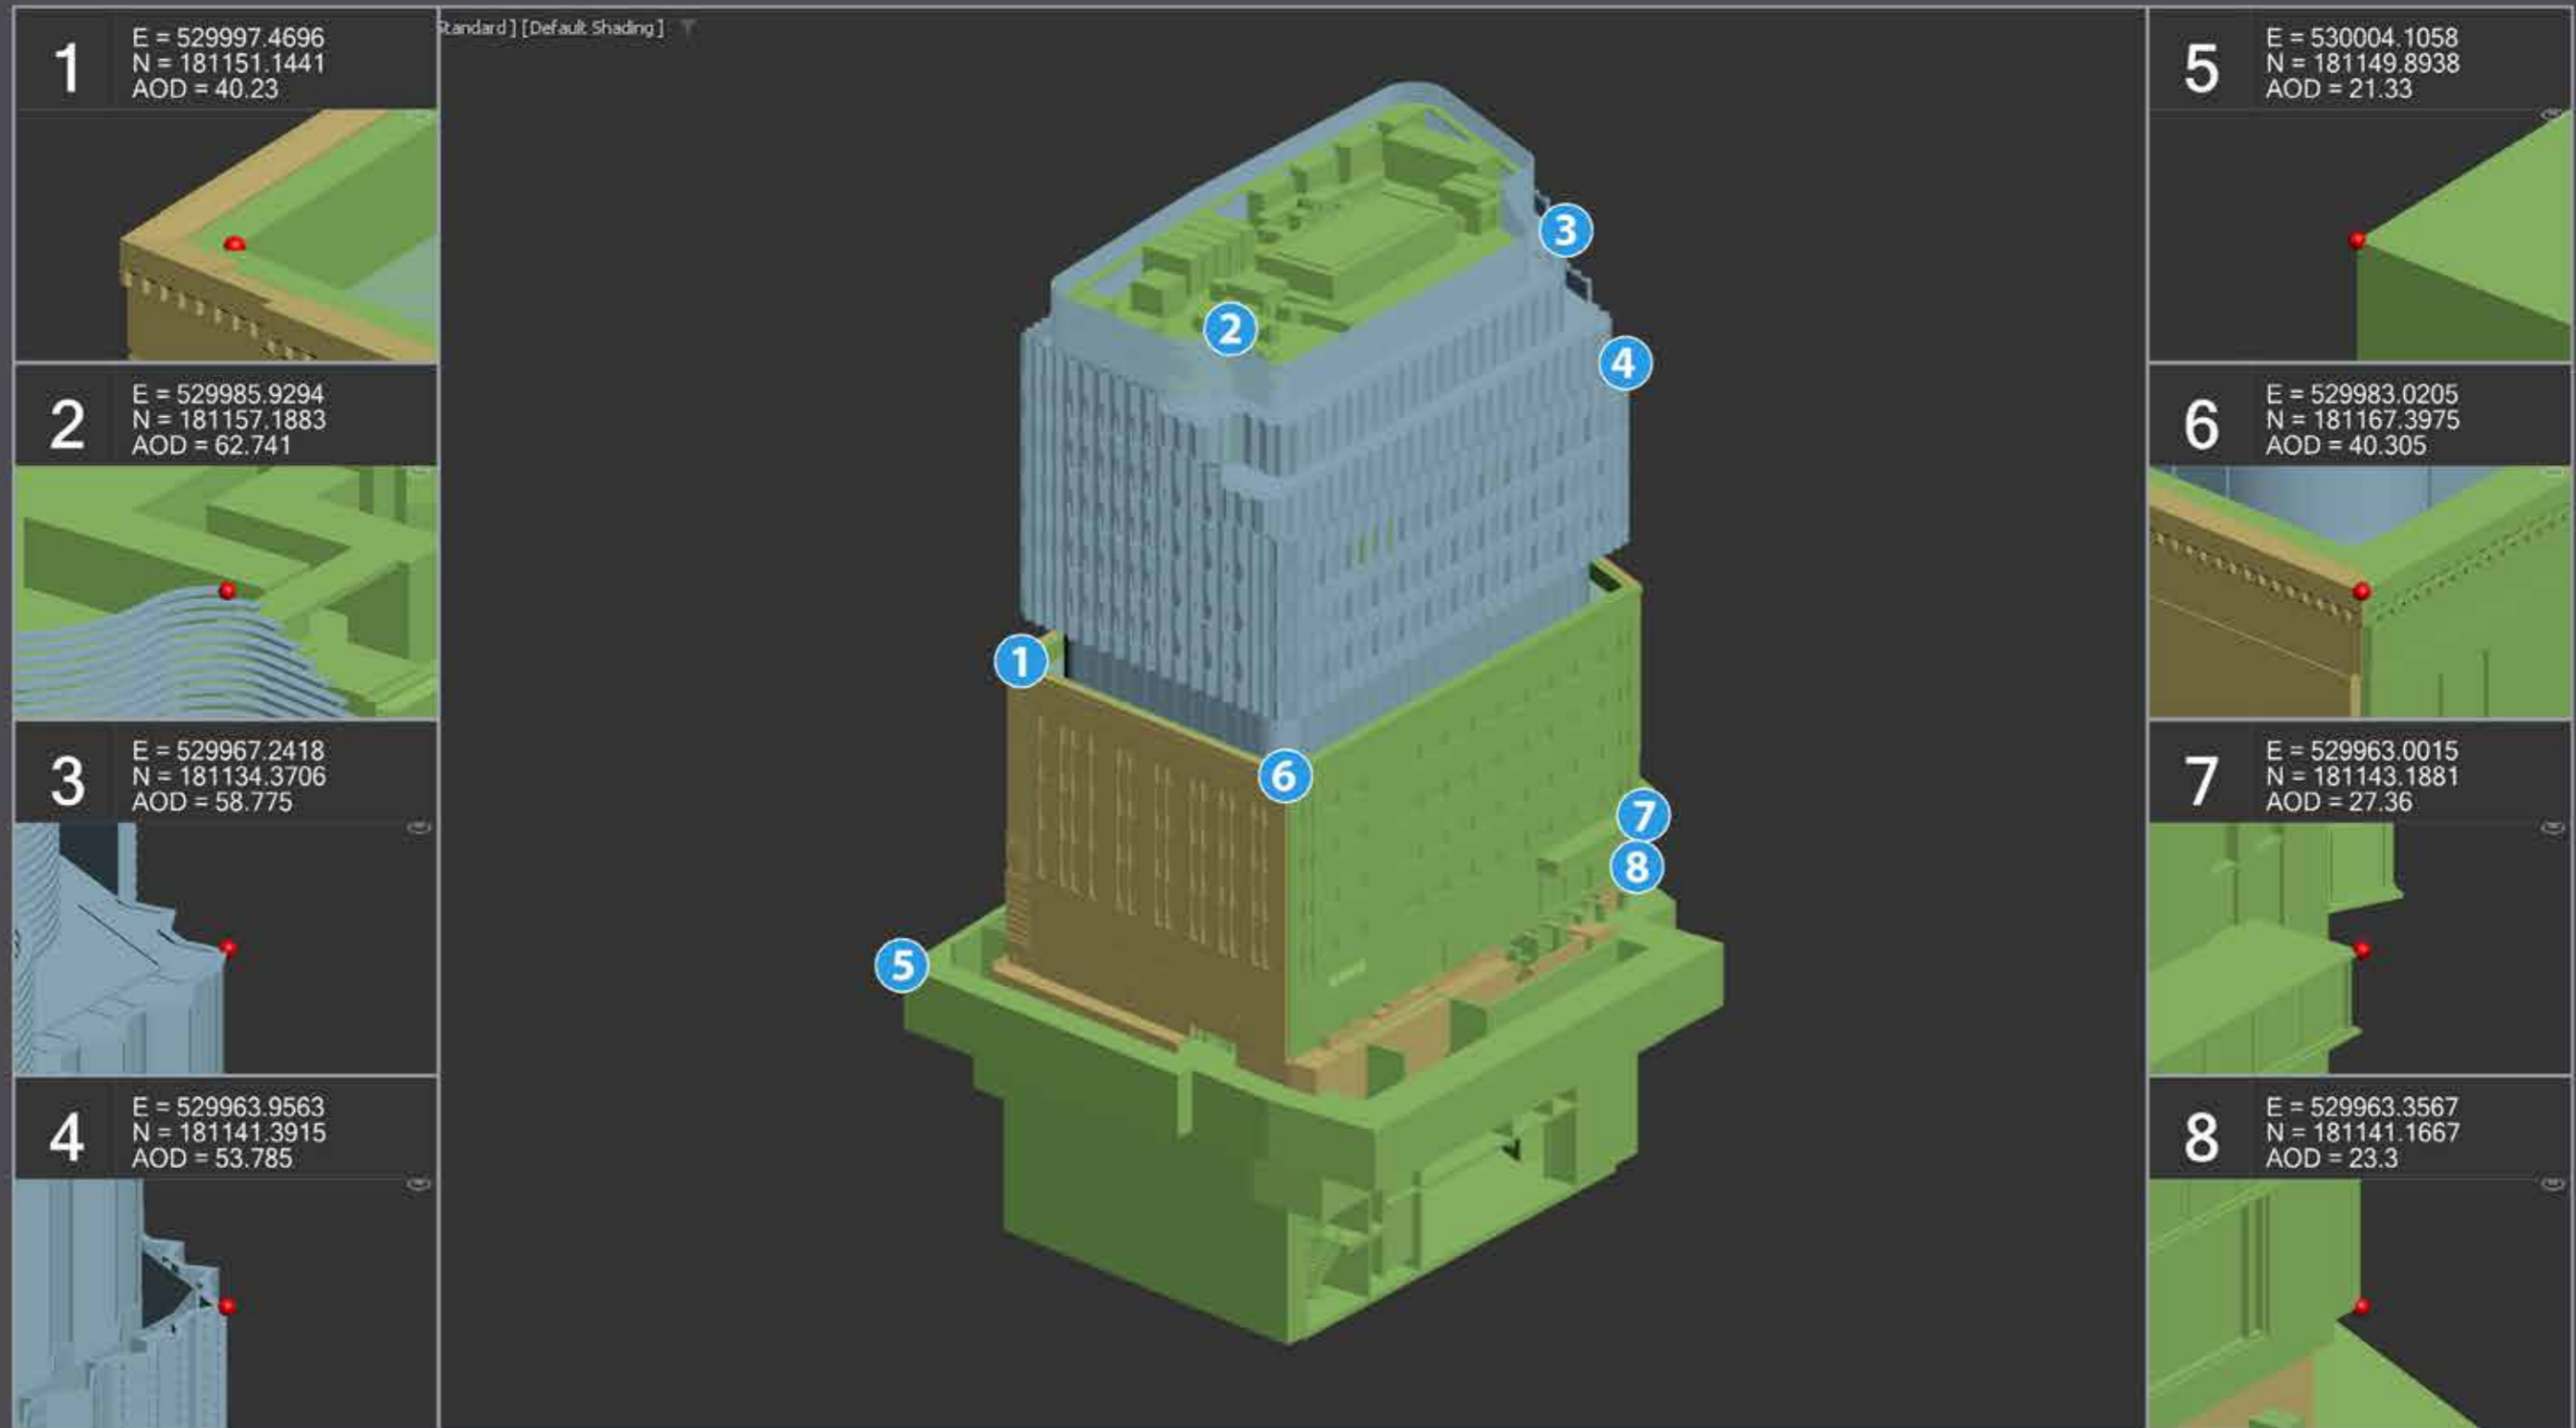 1
E = 529997.4696
N = 181151.1441
AOD = 40.23
2
E = 529985.9294
N = 181157.1883
AOD = 62.741
3
E = 529967.2418
N = 181134.3706
AOD = 58.775
4
E = 529963.9563
N = 181141.3915
AOD = 53.785
Standard ] [Default Shading ]
3
2
4
1
6
7
8
5
5
E = 530004.1058
N = 181149.8938
AOD = 21.33
6
E = 529983.0205
N = 181167.3975
AOD = 40.305
7
E = 529963.0015
N = 181143.1881
AOD = 27.36
8
E = 529963.3567
N = 181141.1667
AOD = 23.3